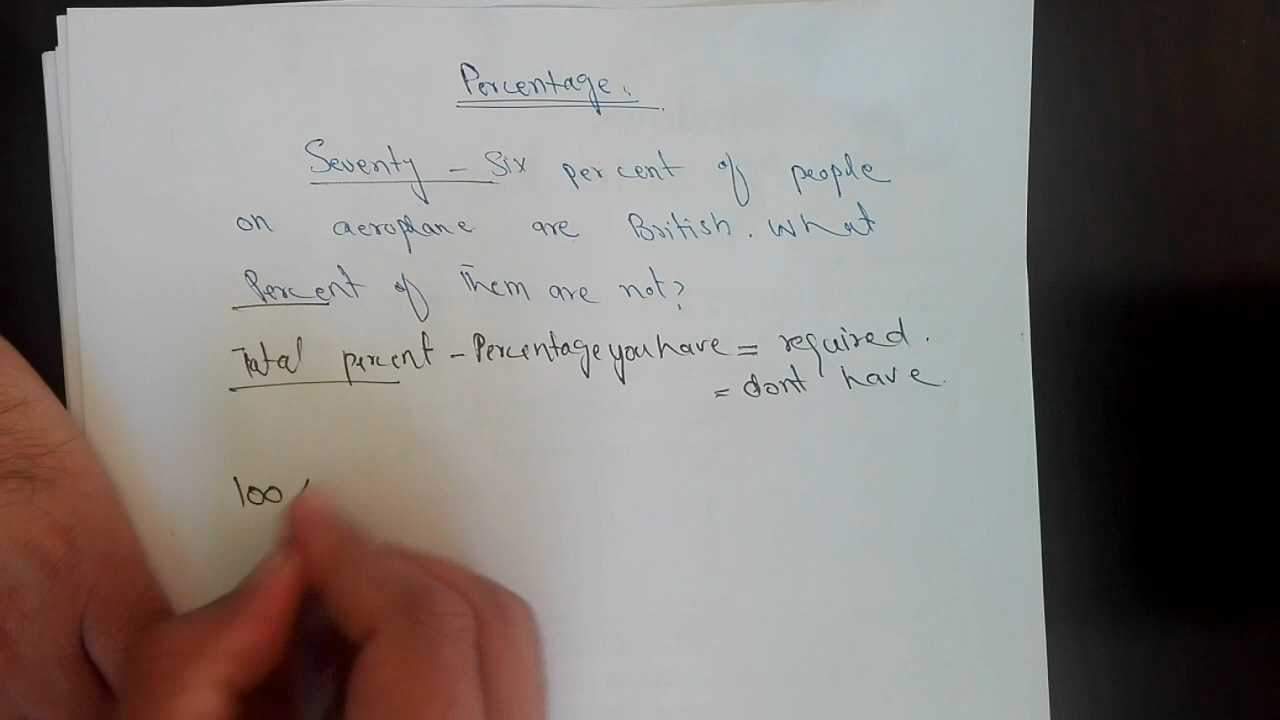 Percentage.
Seventy - Six percent of people
on aeroplane are British. What
Percent of Them are not?
Total percent - Percentage you have = required.
= dont have.
100